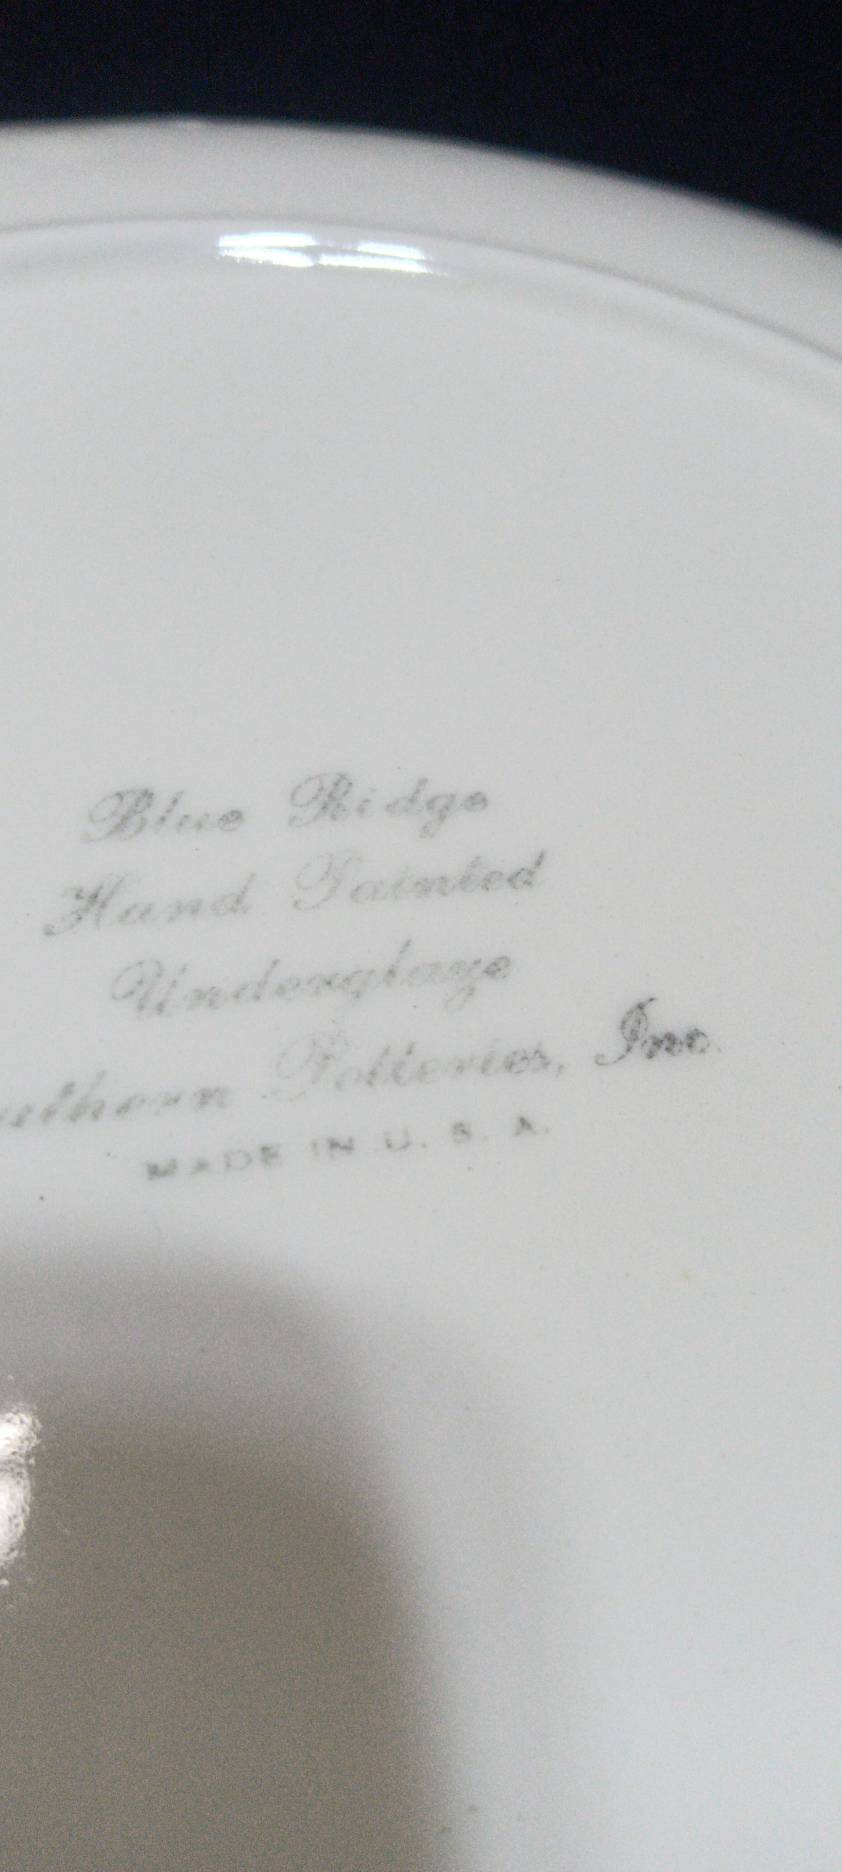 Blue Ridge
Hand Painted
Underglaze
uthern Potteries, Inc.
MADE IN U. S. A.